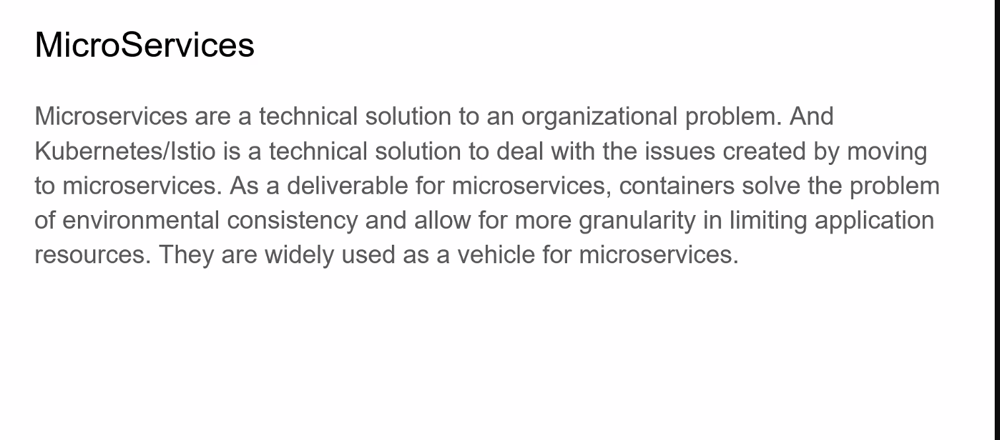 MicroServices
Microservices are a technical solution to an organizational problem. And
Kubernetes/Istio is a technical solution to deal with the issues created by moving
to microservices. As a deliverable for microservices, containers solve the problem
of environmental consistency and allow for more granularity in limiting application
resources. They are widely used as a vehicle for microservices.